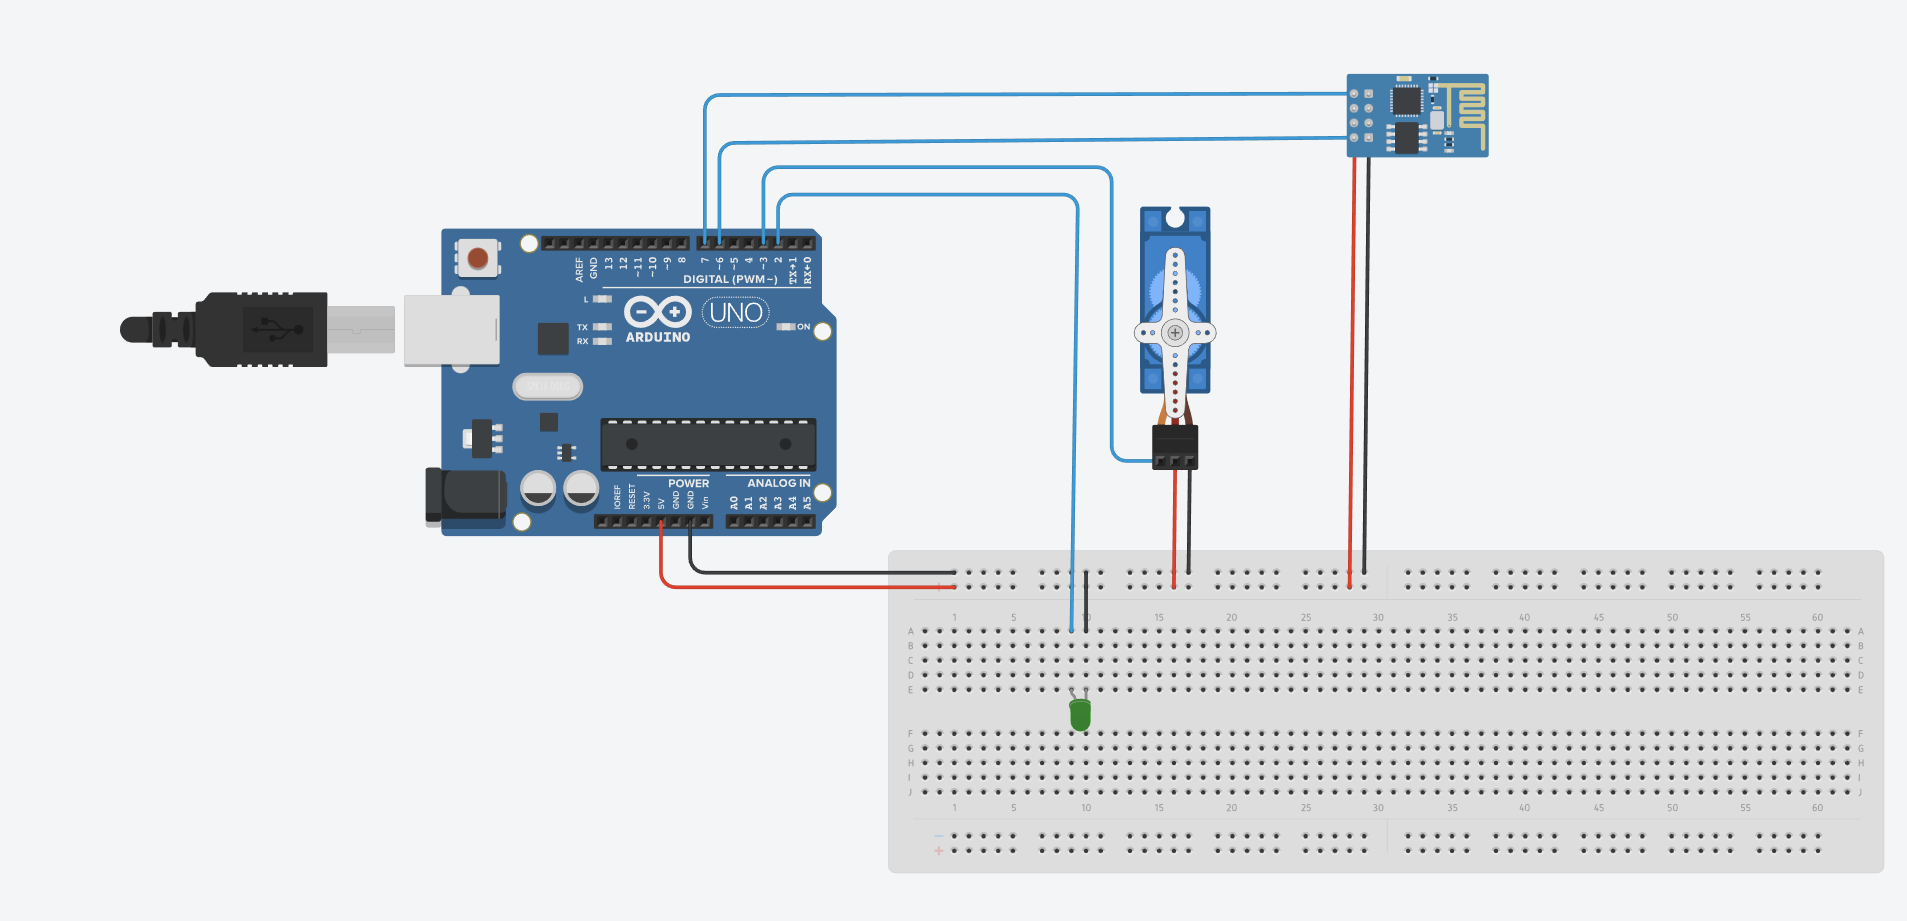 AREF GND 13 12 ~11 ~10 ~9 8 7 ~6 ~5 4 ~3 2 TX→1 RX←0
DIGITAL (PWM~)
L
TX
RX
UNO
ON
ARDUINO
POWER ANALOG IN
IOREF RESET 3.3V 5V GND GND Vin A0 A1 A2 A3 A4 A5
1 5 10 15 20 25 30 35 40 45 50 55 60
A A
B B
C C
D D
E E
F F
G G
H H
I I
J J
1 5 10 15 20 25 30 35 40 45 50 55 60
−
+